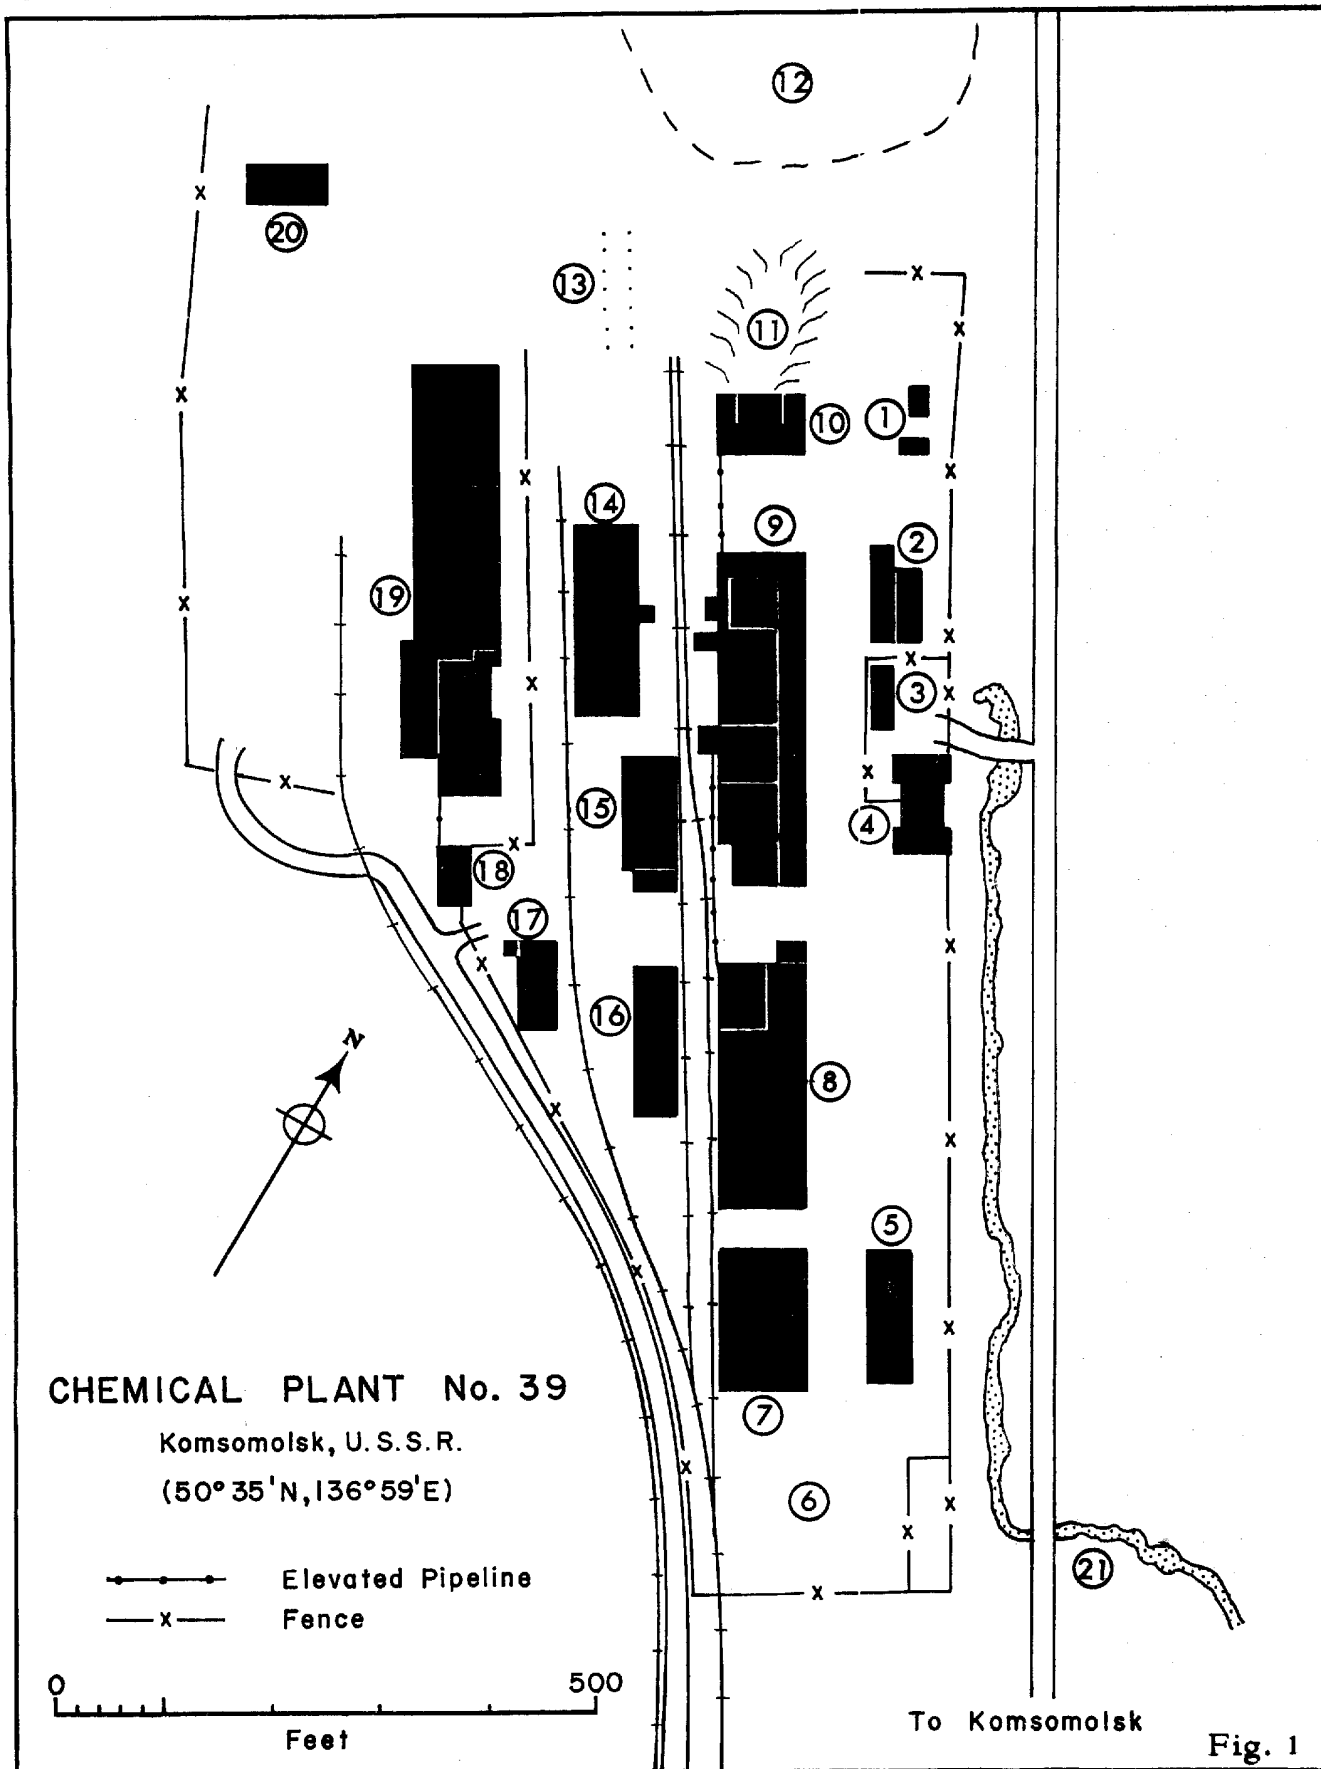 12
20
13
11
10
1
14
9
2
19
3
15
4
18
17
16
8
N
5
CHEMICAL PLANT No. 39
Komsomolsk, U.S.S.R.
(50°35'N, 136°59'E)
7
6
Elevated Pipeline
x Fence
21
0 500
Feet
To Komsomolsk
Fig. 1